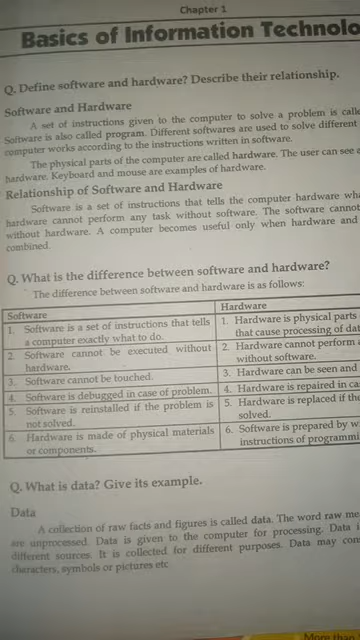 Chapter 1
Basics of Information
Q. Define software and hardware? Describe their relationship.
Software and Hardware
A set of instructions given to the computer to solve a problem is
Software is also called program. Different softwares are used to solve different
computer works according to the instructions written in software.
The physical parts of the computer are called hardware. The user can see
hardware. Keyboard and mouse are examples of hardware.
Relationship of Software and Hardware
Software is a set of instructions that tells the computer hardware
hardware cannot perform any task without software. The software cannot
without hardware. A computer becomes useful only when hardware and
combined.
Q. What is the difference between software and hardware?
The difference between software and hardware is as follows:
Software
1. Software is a set of instructions that tells
a computer exactly what to do.
2. Software cannot be executed without
hardware.
3. Software cannot be touched.
4. Software is debugged in case of problem.
5. Software is reinstalled if the problem is
not solved.
6. Hardware is made of physical materials
or components.
Hardware
1. Hardware is physical parts
that cause processing of
2. Hardware cannot perform
without software.
3. Hardware can be seen and
4. Hardware is repaired in
5. Hardware is replaced if
solved.
6. Software is prepared by
instructions of
Q. What is data? Give its example.
Data
A collection of raw facts and figures is called data. The word raw
are unprocessed. Data is given to the computer for processing. Data
different sources. It is collected for different purposes. Data may
characters, symbols or pictures etc
More than